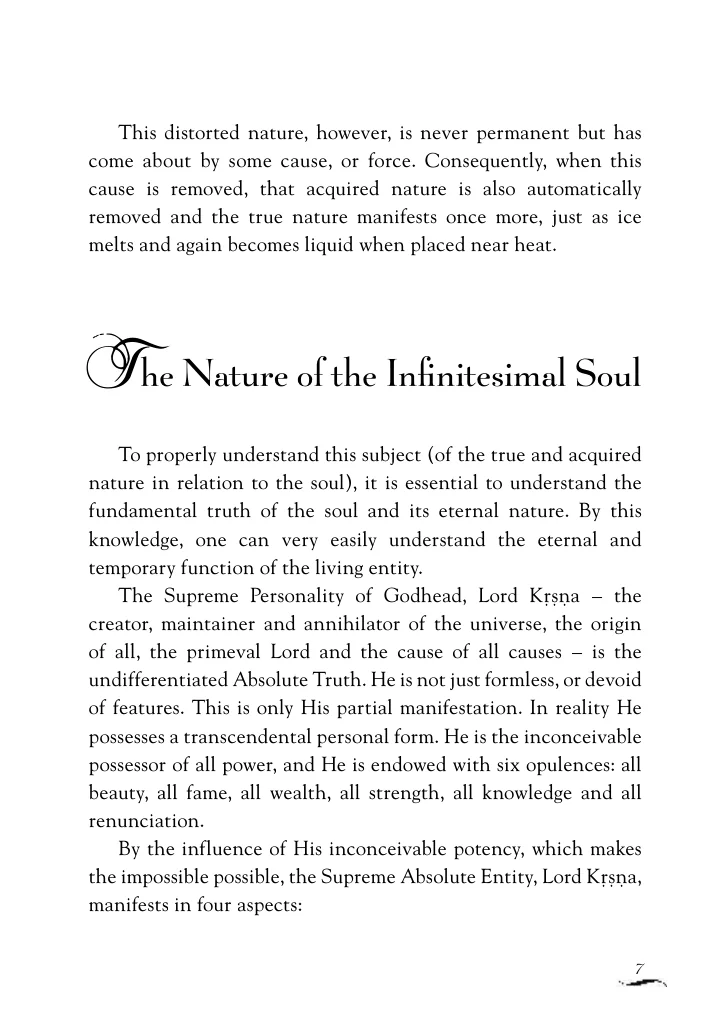 This distorted nature, however, is never permanent but has
come about by some cause, or force. Consequently, when this
cause is removed, that acquired nature is also automatically
removed and the true nature manifests once more, just as ice
melts and again becomes liquid when placed near heat.
The Nature of the Infinitesimal Soul
To properly understand this subject (of the true and acquired
nature in relation to the soul), it is essential to understand the
fundamental truth of the soul and its eternal nature. By this
knowledge, one can very easily understand the eternal and
temporary function of the living entity.
The Supreme Personality of Godhead, Lord Kṛṣṇa – the
creator, maintainer and annihilator of the universe, the origin
of all, the primeval Lord and the cause of all causes – is the
undifferentiated Absolute Truth. He is not just formless, or devoid
of features. This is only His partial manifestation. In reality He
possesses a transcendental personal form. He is the inconceivable
possessor of all power, and He is endowed with six opulences: all
beauty, all fame, all wealth, all strength, all knowledge and all
renunciation.
By the influence of His inconceivable potency, which makes
the impossible possible, the Supreme Absolute Entity, Lord Kṛṣṇa,
manifests in four aspects:
7